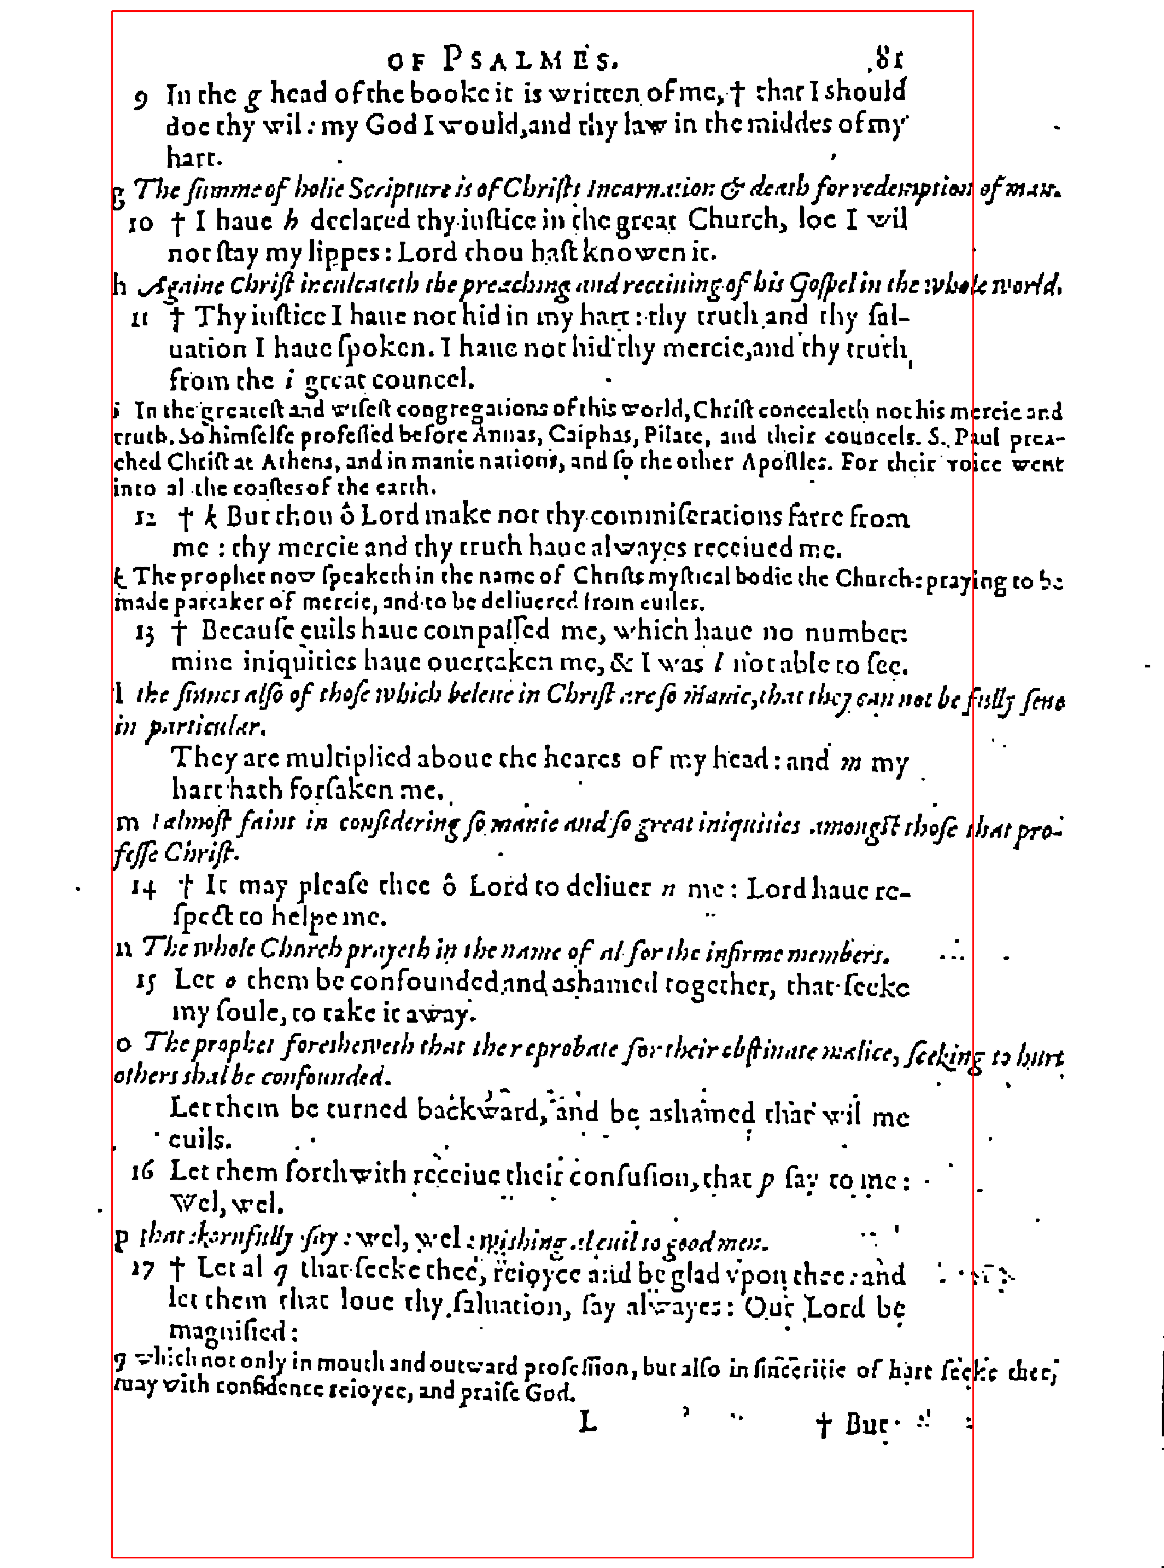 OF PSALMES. 81
9 In the g head of the booke it is written of me, † that I should
doe thy wil: my God I would, and thy law in the middes of my
hart.
g The ſumme of holie Scripture is of Chriſts Incarnation & death for redemption of man.
10 † I haue h declared thy iuſtice in the great Church, loe I wil
not ſtay my lippes: Lord thou haſt knowen it.
h Againe Chriſt inculcateth the preaching and receiuing of his Goſpel in the whole world.
11 † Thy iuſtice I haue not hid in my hart: thy truth and thy ſal-
uation I haue ſpoken. I haue not hid thy mercie, and thy truth
from the i great councel.
i In the greateſt and wiſeſt congregations of this world, Chriſt concealeth not his mercie and
truth. So himſelfe profeſſed before Annas, Caiphas, Pilate, and their councels. S. Paul prea-
ched Chriſt at Athens, and in manie nations, and ſo the other Apoſtles. For their voice went
into al the coaſtes of the earth.
12 † k But thou ô Lord make not thy commiſerations farre from
me: thy mercie and thy truth haue alwayes receiued me.
k The prophet now ſpeaketh in the name of Chriſts myſtical bodie the Church: praying to be
made partaker of mercie, and to be deliuered from euiles.
13 † Becauſe euils haue compaſſed me, which haue no number:
mine iniquities haue ouertaken me, & I was l not able to ſee.
l the ſinnes alſo of thoſe which beleue in Chriſt are ſo manie, that they can not be fully ſene
in particular.
They are multiplied aboue the heares of my head: and m my
hart hath forſaken me.
m I almoſt faint in conſidering ſo manie and ſo great iniquities amongſt thoſe that pro-
feſſe Chriſt.
14 † It may pleaſe thee ô Lord to deliuer n me: Lord haue re-
ſpect to helpe me.
n The whole Church prayeth in the name of al for the infirme members.
15 Let o them be confounded and aſhamed together, that ſeeke
my ſoule, to take it away.
o The prophet foresheweth that the reprobate for their obſtinate malice, ſeeking to hurt
others shal be confounded.
Let them be turned backward, and be ashamed that wil me
euils.
16 Let them forthwith receiue their confuſion, that p ſay to me:
Wel, wel.
p that skornfully ſay: wel, wel: wishing al euil to good men.
17 † Let al q that ſeeke thee, reioyce and be glad vpon thee: and
let them that loue thy ſaluation, ſay alwayes: Our Lord be
magnified:
q which not only in mouth and outward profeſſion, but alſo in ſinceritie of hart ſeeke thee,
may with confidence reioyce, and praiſe God.
L † But